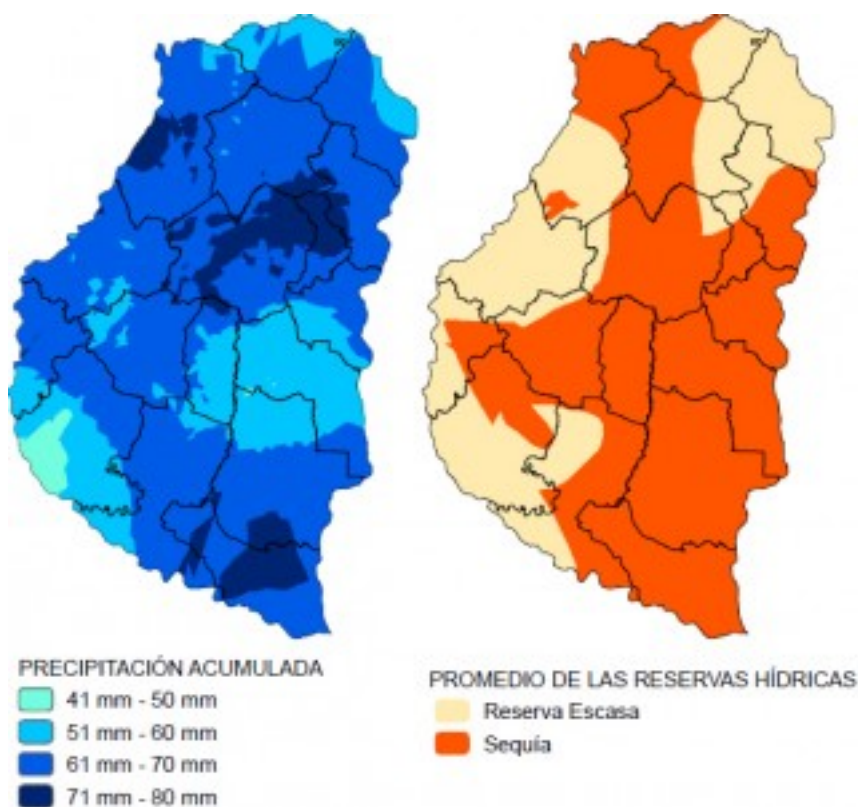 PRECIPITACIÓN ACUMULADA
41 mm - 50 mm
51 mm - 60 mm
61 mm - 70 mm
71 mm - 80 mm
PROMEDIO DE LAS RESERVAS HÍDRICAS
Reserva Escasa
Sequía